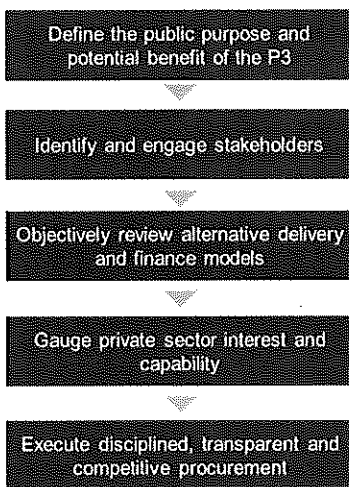 Define the public purpose and
potential benefit of the P3
Identify and engage stakeholders
Objectively review alternative delivery
and finance models
Gauge private sector interest and
capability
Execute disciplined, transparent and
competitive procurement